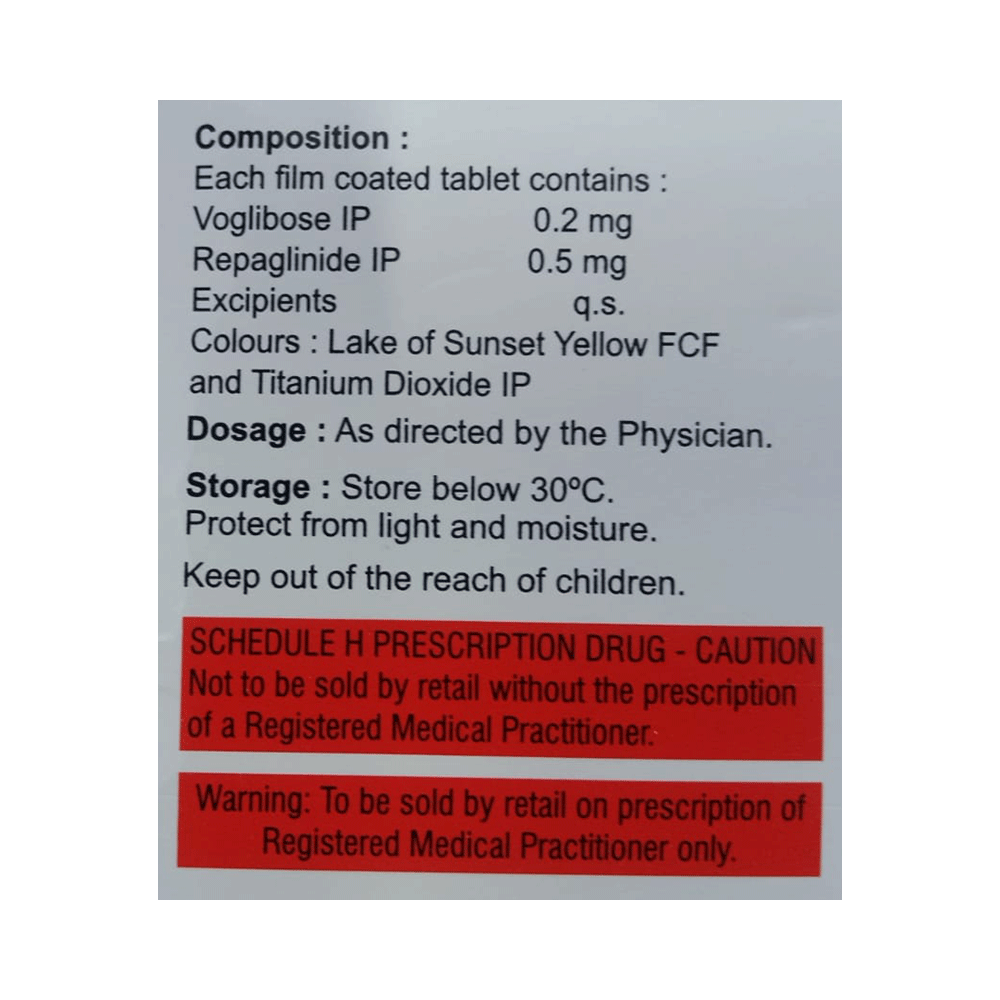 Composition :
Each film coated tablet contains :
Voglibose IP 0.2 mg
Repaglinide IP 0.5 mg
Excipients q.s.
Colours : Lake of Sunset Yellow FCF
and Titanium Dioxide IP
Dosage : As directed by the Physician.
Storage : Store below 30ºC.
Protect from light and moisture.
Keep out of the reach of children.
SCHEDULE H PRESCRIPTION DRUG - CAUTION
Not to be sold by retail without the prescription
of a Registered Medical Practitioner.
Warning: To be sold by retail on prescription of
Registered Medical Practitioner only.